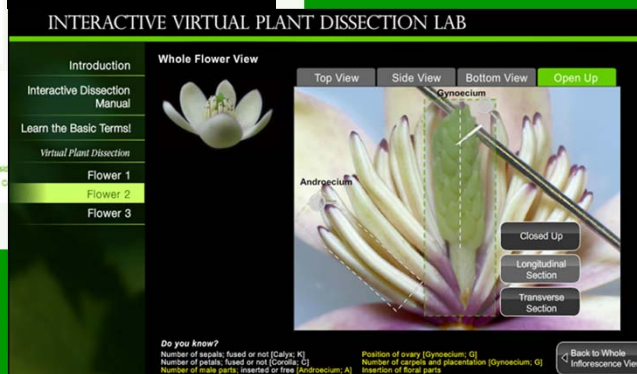 INTERACTIVE VIRTUAL PLANT DISSECTION LAB
Introduction
Interactive Dissection
Manual
Learn the Basic Terms!
Virtual Plant Dissection
Flower 1
Flower 2
Flower 3
Whole Flower View
Top View
Side View
Bottom View
Open Up
Gynoecium
Androecium
Closed Up
Longitudinal
Section
Transverse
Section
Do you know?
Number of sepals; fused or not [Calyx; K]
Number of petals; fused or not [Corolla; C]
Number of male parts; inserted or free [Androecium; A]
Position of ovary [Gynoecium; G]
Number of carpels and placentation [Gynoecium; G]
Insertion of floral parts
Back to Whole
Inflorescence Vie